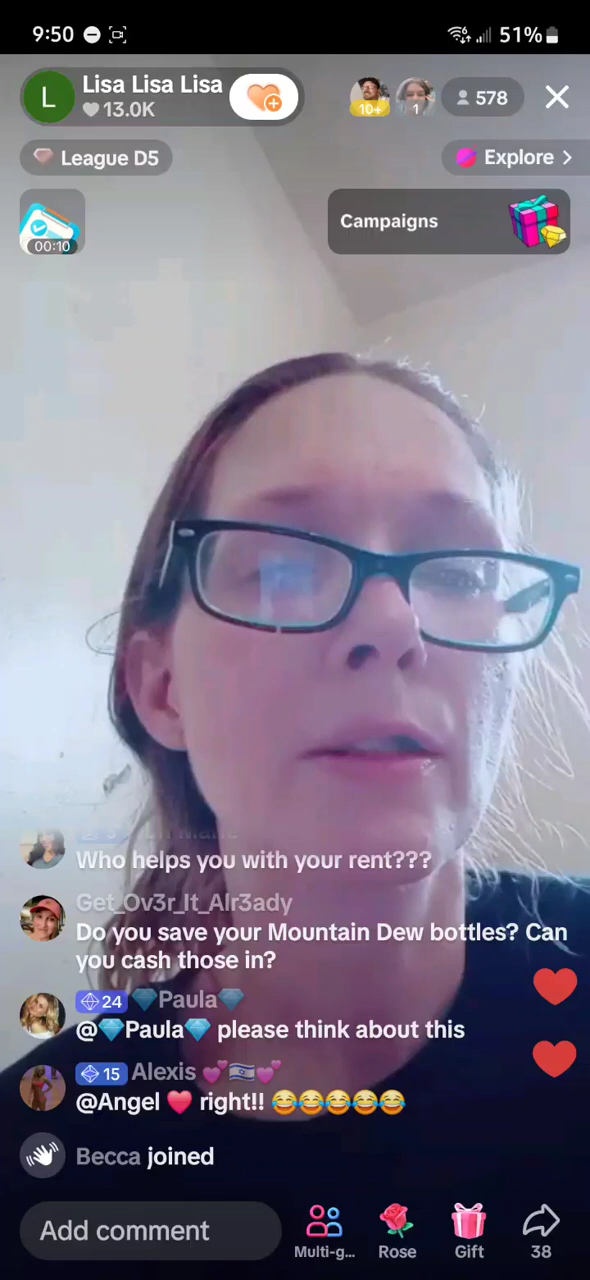 9:50
51%
L
Lisa Lisa Lisa
13.0K
10+
1
578
League D5
Explore >
00:10
Campaigns
Who helps you with your rent???
Get_Ov3r_It_Alr3ady
Do you save your Mountain Dew bottles? Can
you cash those in?
24 💎Paula💎
@💎Paula💎 please think about this
15 Alexis 💕🇮🇱💕
@Angel ❤️ right!! 😂😂😂😂😂
Becca joined
Add comment
Multi-g...
Rose
Gift
38